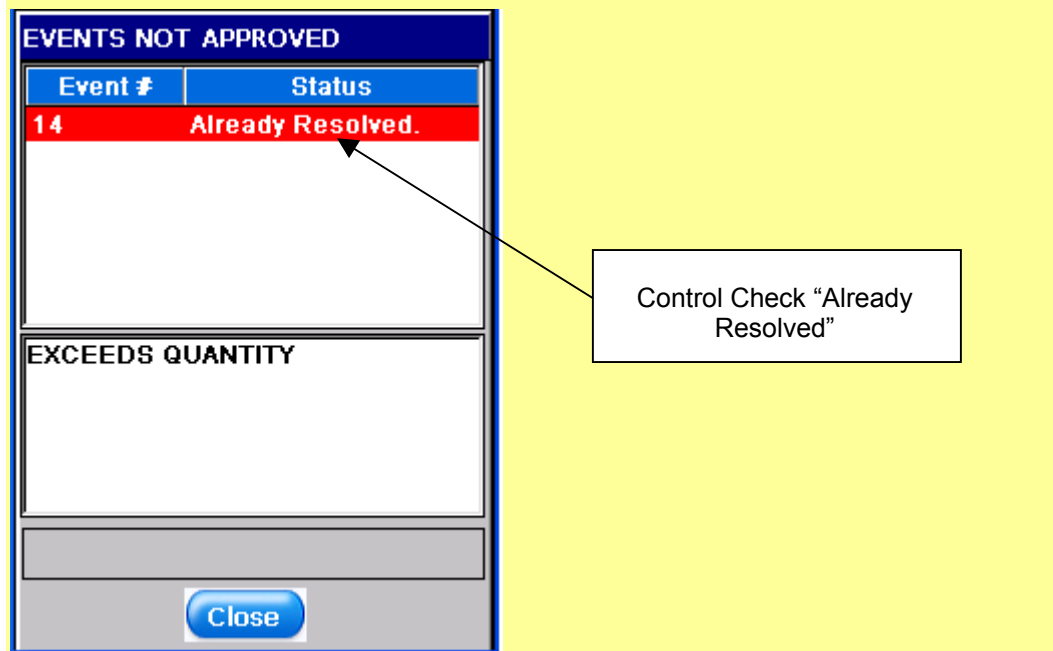 EVENTS NOT APPROVED
Event # Status
14 Already Resolved.
Control Check “Already
Resolved”
EXCEEDS QUANTITY
Close